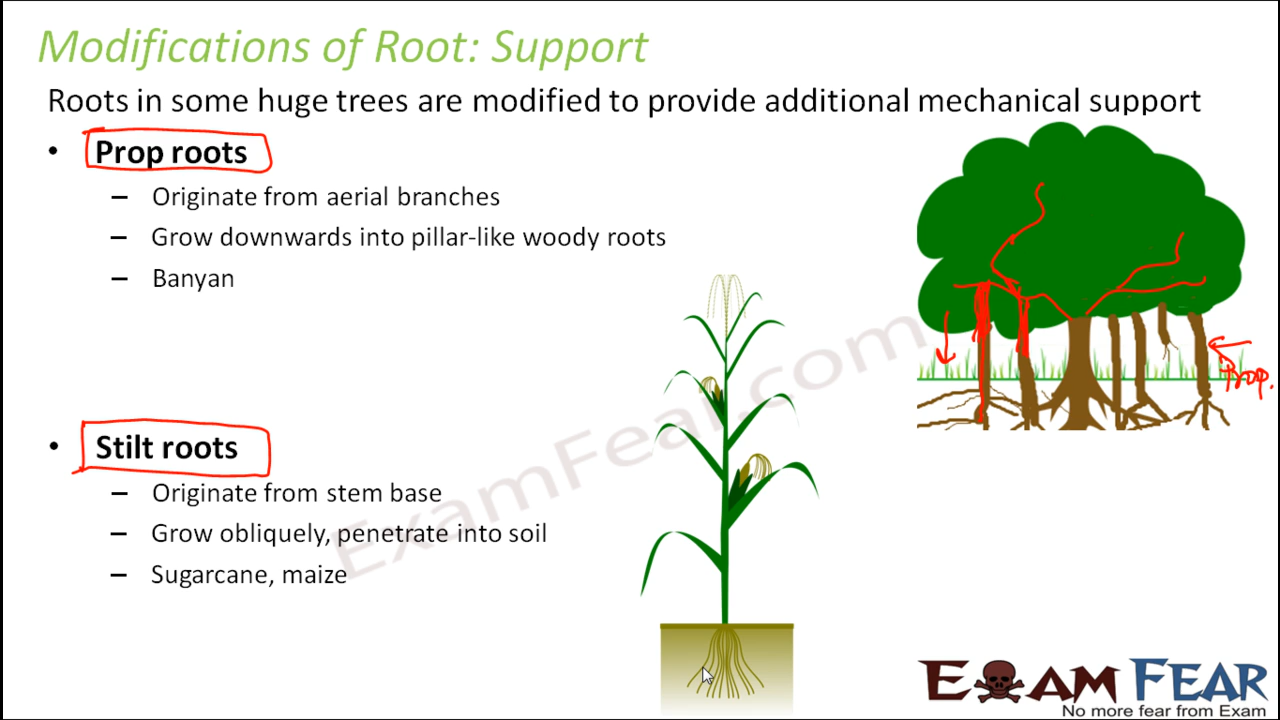 Modifications of Root: Support
Roots in some huge trees are modified to provide additional mechanical support
• Prop roots
– Originate from aerial branches
– Grow downwards into pillar-like woody roots
– Banyan
Prop.
• Stilt roots
– Originate from stem base
– Grow obliquely, penetrate into soil
– Sugarcane, maize
ExamFear.com
EXAM FEAR
No more fear from Exam